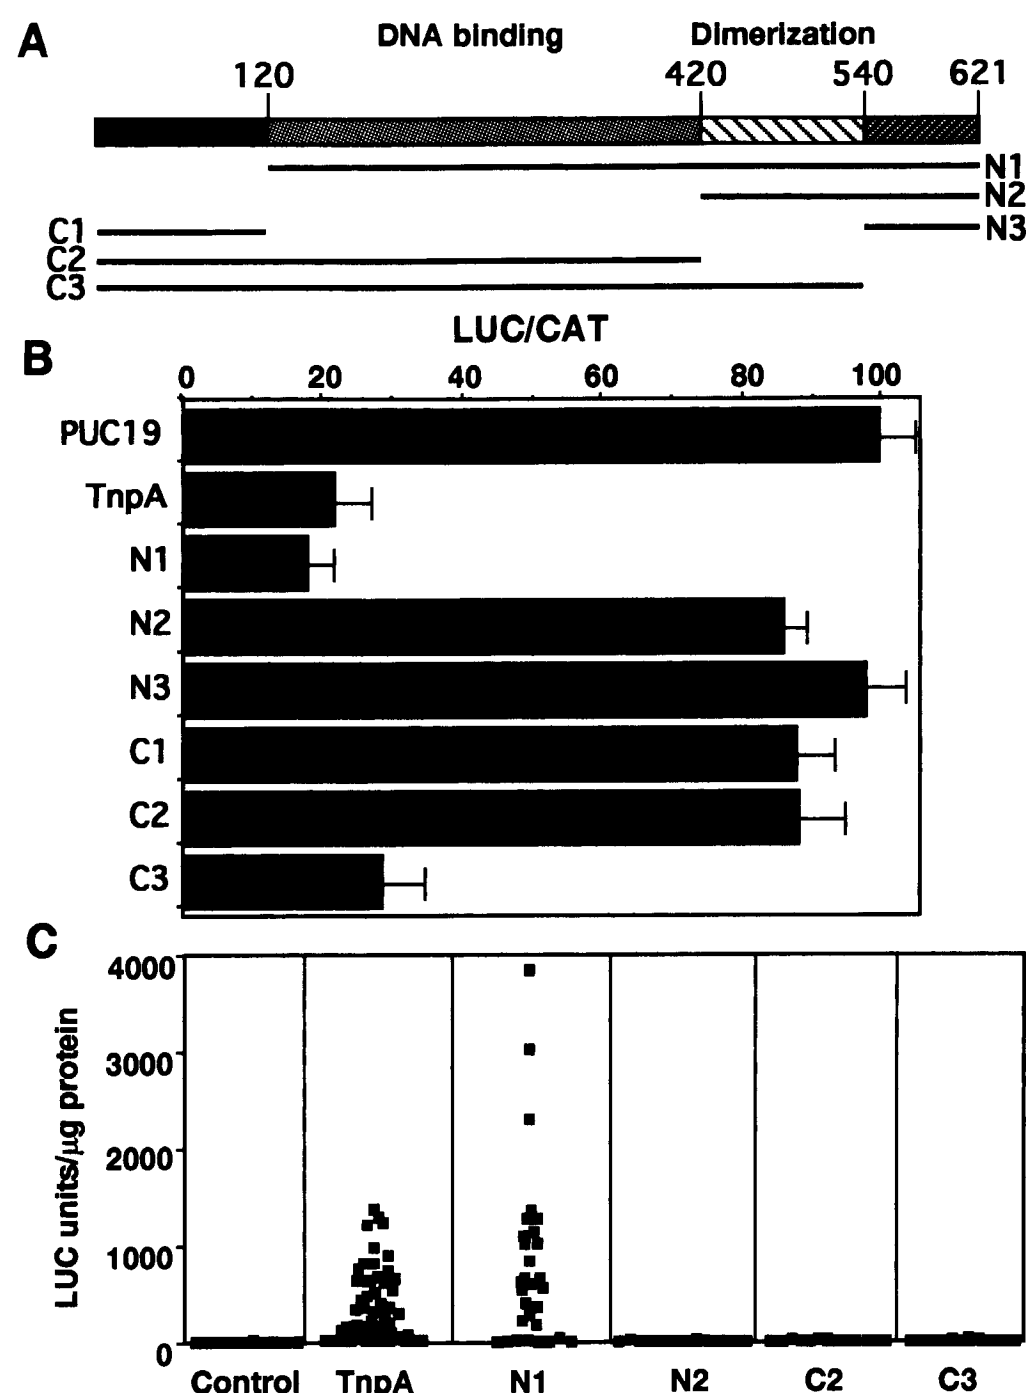 A
DNA binding Dimerization
120 420 540 621
N1
N2
C1 N3
C2
C3
B
LUC/CAT
0 20 40 60 80 100
PUC19
TnpA
N1
N2
N3
C1
C2
C3
C
LUC units/µg protein
4000
3000
2000
1000
0
Control TnpA N1 N2 C2 C3